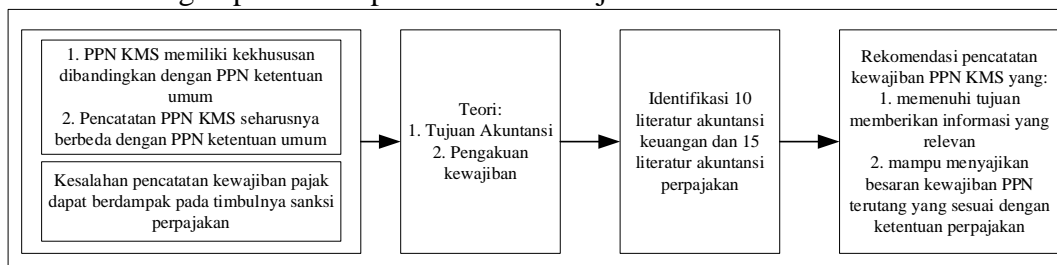 1. PPN KMS memiliki kekhususan
dibandingkan dengan PPN ketentuan
umum
2. Pencatatan PPN KMS seharusnya
berbeda dengan PPN ketentuan umum
Kesalahan pencatatan kewajiban pajak
dapat berdampak pada timbulnya sanksi
perpajakan
Teori:
1. Tujuan Akuntansi
2. Pengakuan
kewajiban
Identifikasi 10
literatur akuntansi
keuangan dan 15
literatur akuntansi
perpajakan
Rekomendasi pencatatan
kewajiban PPN KMS yang:
1. memenuhi tujuan
memberikan informasi yang
relevan
2. mampu menyajikan
besaran kewajiban PPN
terutang yang sesuai dengan
ketentuan perpajakan